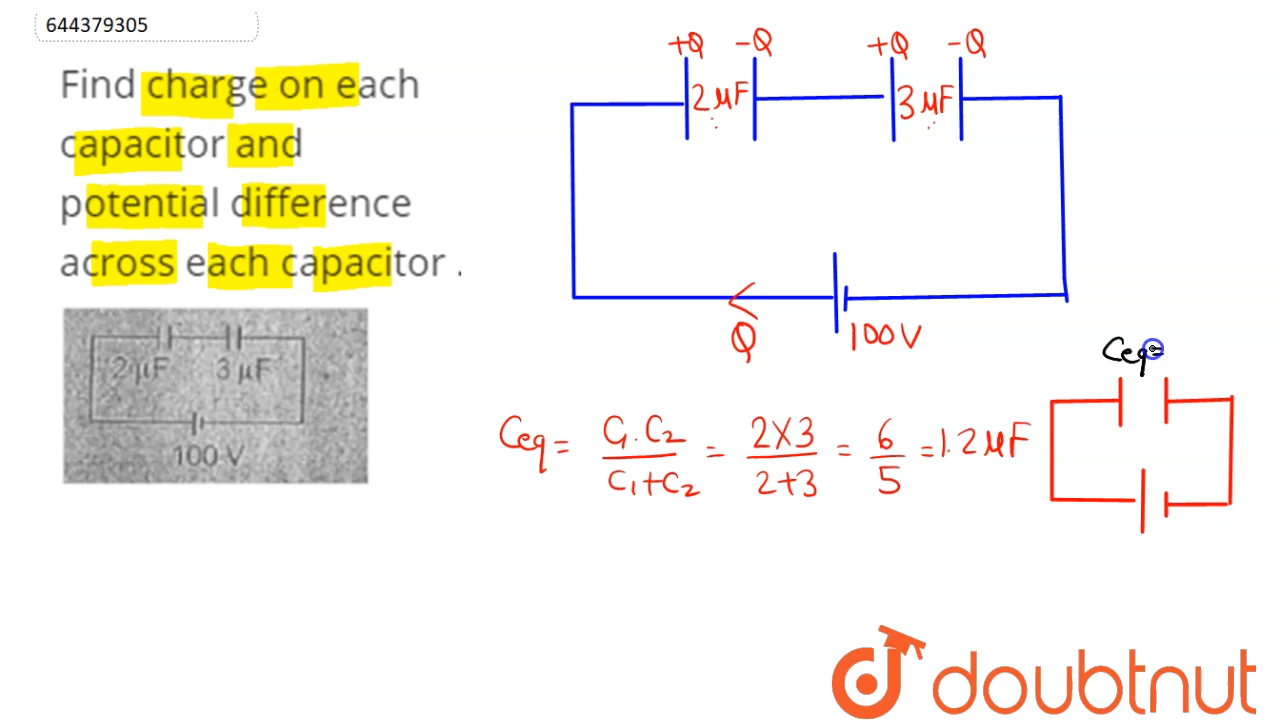 644379305
Find charge on each
capacitor and
potential difference
across each capacitor .
2 μF 3 μF
100 V
+Q -Q +Q -Q
2 μF 3 μF
Q 100V
Ceq=
Ceq = C1.C2 / C1+C2 = 2X3 / 2+3 = 6 / 5 = 1.2 μF
doubtnut